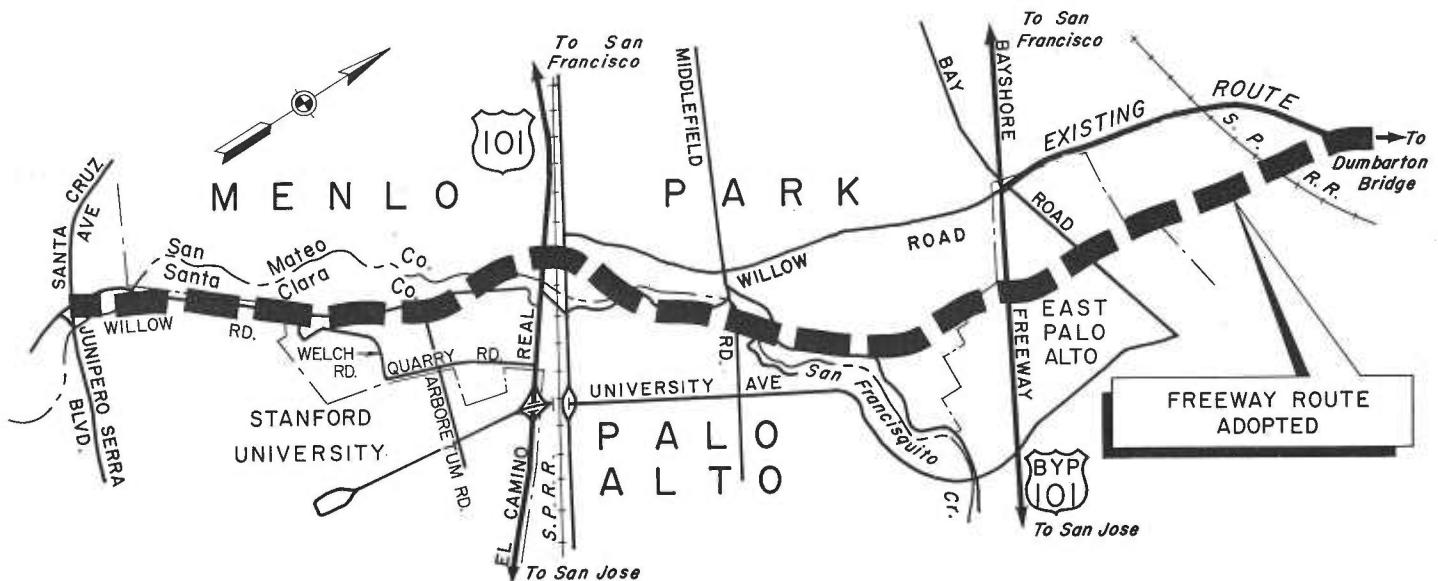 To San
Francisco
101
MENLO PARK
SANTA CRUZ
AVE
San Mateo Co.
Santa Clara Co.
WILLOW RD.
JUNIPERO SERRA
BLVD.
WELCH
RD.
QUARRY RD.
ARBORETUM RD.
STANFORD
UNIVERSITY
EL CAMINO REAL
S.P.R.R.
To San Jose
MIDDLEFIELD RD.
WILLOW ROAD
UNIVERSITY AVE
PALO
ALTO
San Francisquito Cr.
BAY ROAD
To San
Francisco
BAYSHORE FREEWAY
EXISTING ROUTE
S. P. R. R.
To
Dumbarton
Bridge
EAST
PALO
ALTO
FREEWAY ROUTE
ADOPTED
BYP
101
To San Jose